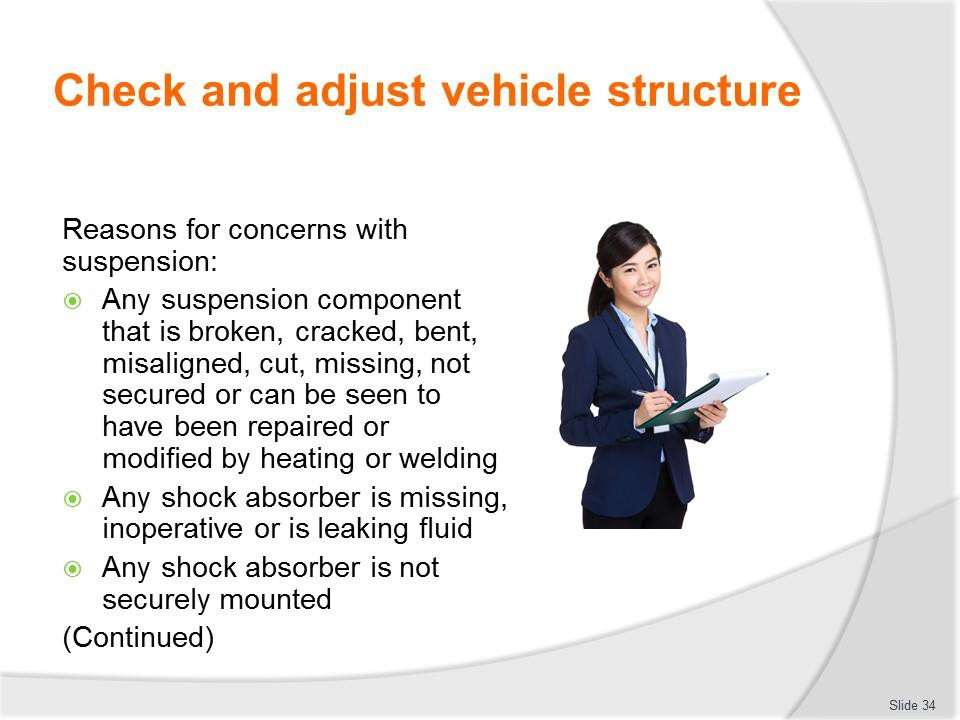 Check and adjust vehicle structure
Reasons for concerns with
suspension:
Any suspension component
that is broken, cracked, bent,
misaligned, cut, missing, not
secured or can be seen to
have been repaired or
modified by heating or welding
Any shock absorber is missing,
inoperative or is leaking fluid
Any shock absorber is not
securely mounted
(Continued)
Slide 34